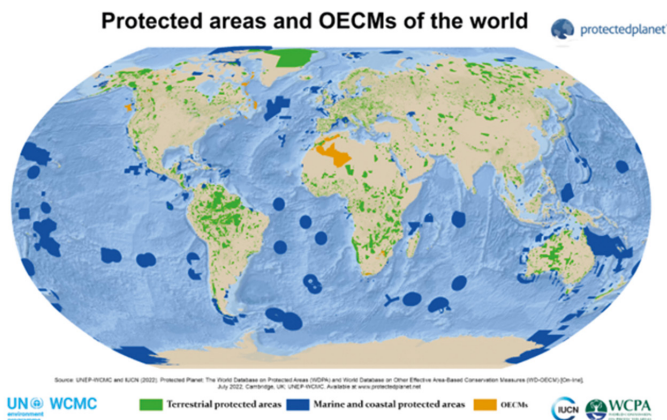 Protected areas and OECMs of the world
protectedplanet
Source: UNEP-WCMC and IUCN (2022). Protected Planet: The World Database on Protected Areas (WDPA) and World Database on Other Effective Area-Based Conservation Measures (WD-OECM) [On-line],
July 2022, Cambridge, UK: UNEP-WCMC. Available at www.protectedplanet.net
UN WCMC
Terrestrial protected areas
Marine and coastal protected areas
OECMs
IUCN
WCPA